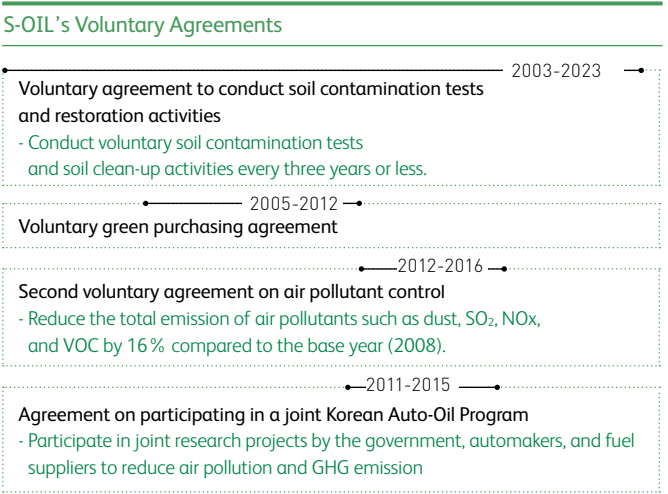 S-OIL's Voluntary Agreements
2003-2023
Voluntary agreement to conduct soil contamination tests
and restoration activities
- Conduct voluntary soil contamination tests
and soil clean-up activities every three years or less.
2005-2012
Voluntary green purchasing agreement
2012-2016
Second voluntary agreement on air pollutant control
- Reduce the total emission of air pollutants such as dust, SO₂, NOx,
and VOC by 16% compared to the base year (2008).
2011-2015
Agreement on participating in a joint Korean Auto-Oil Program
- Participate in joint research projects by the government, automakers, and fuel
suppliers to reduce air pollution and GHG emission